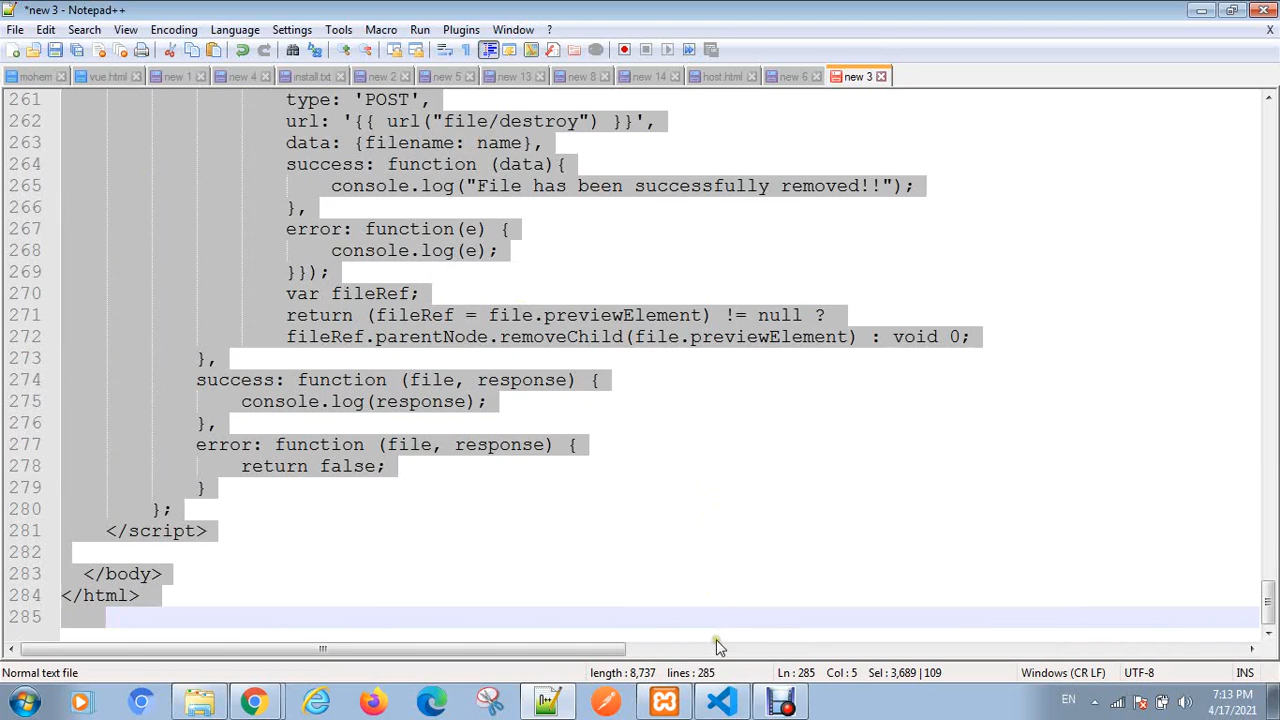 *new 3 - Notepad++
File Edit Search View Encoding Language Settings Tools Macro Run Plugins Window ? X
mohem vue.html new 1 new 4 install.txt new 2 new 5 new 13 new 8 new 14 host.html new 6 new 3
261 type: 'POST',
262 url: '{{ url("file/destroy") }}',
263 data: {filename: name},
264 success: function (data){
265 console.log("File has been successfully removed!!");
266 },
267 error: function(e) {
268 console.log(e);
269 }});
270 var fileRef;
271 return (fileRef = file.previewElement) != null ?
272 fileRef.parentNode.removeChild(file.previewElement) : void 0;
273 },
274 success: function (file, response) {
275 console.log(response);
276 },
277 error: function (file, response) {
278 return false;
279 }
280 };
281 </script>
282
283 </body>
284 </html>
285
Normal text file length : 8,737 lines : 285 Ln : 285 Col : 5 Sel : 3,689 | 109 Windows (CR LF) UTF-8 INS
EN 7:13 PM
4/17/2021